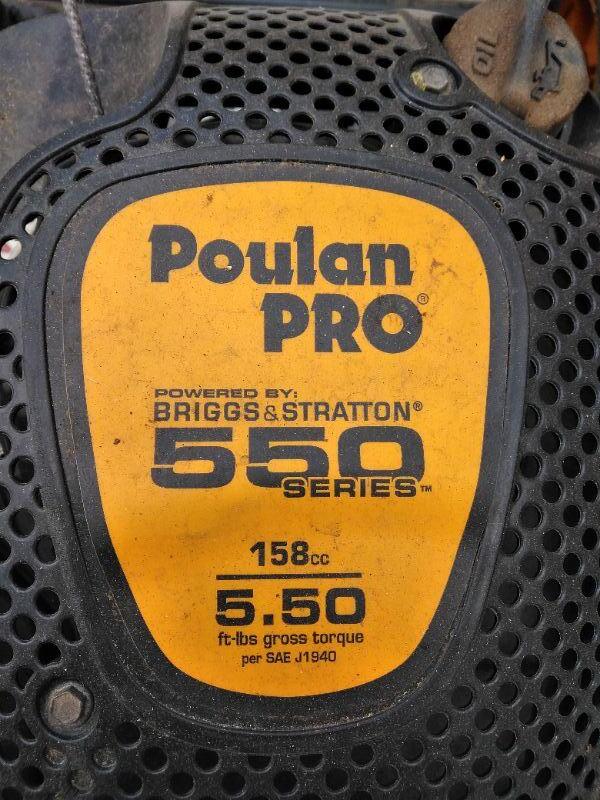 OIL
Poulan
PRO®
POWERED BY:
BRIGGS & STRATTON®
550
SERIES™
158cc
5.50
ft-lbs gross torque
per SAE J1940